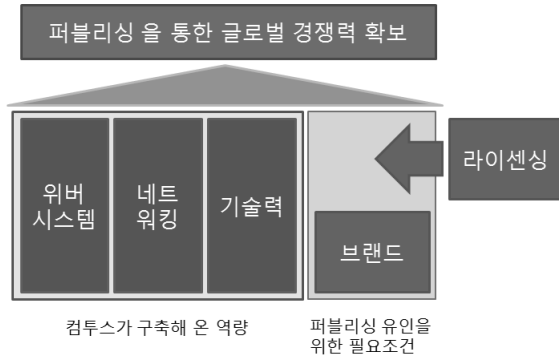 퍼블리싱 을 통한 글로벌 경쟁력 확보
위버
시스템
네트
워킹
기술력
라이센싱
브랜드
컴투스가 구축해 온 역량
퍼블리싱 유인을
위한 필요조건